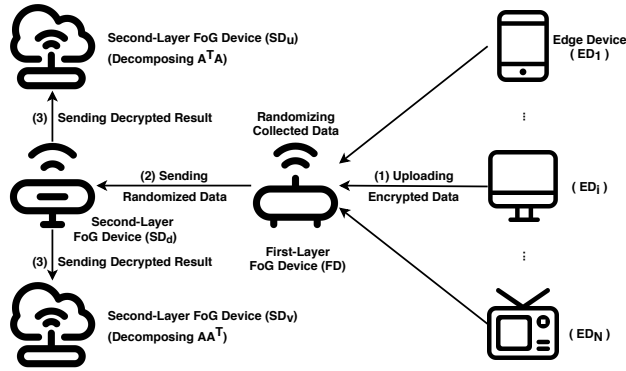 Second-Layer FoG Device (SDu)
(Decomposing AᵀA)
Edge Device
(ED1)
(3) Sending Decrypted Result
Randomizing
Collected Data
...
(2) Sending
Randomized Data
(1) Uploading
Encrypted Data
(EDi)
Second-Layer
FoG Device (SDd)
First-Layer
FoG Device (FD)
(3) Sending Decrypted Result
...
Second-Layer FoG Device (SDv)
(Decomposing AAᵀ)
(EDN)